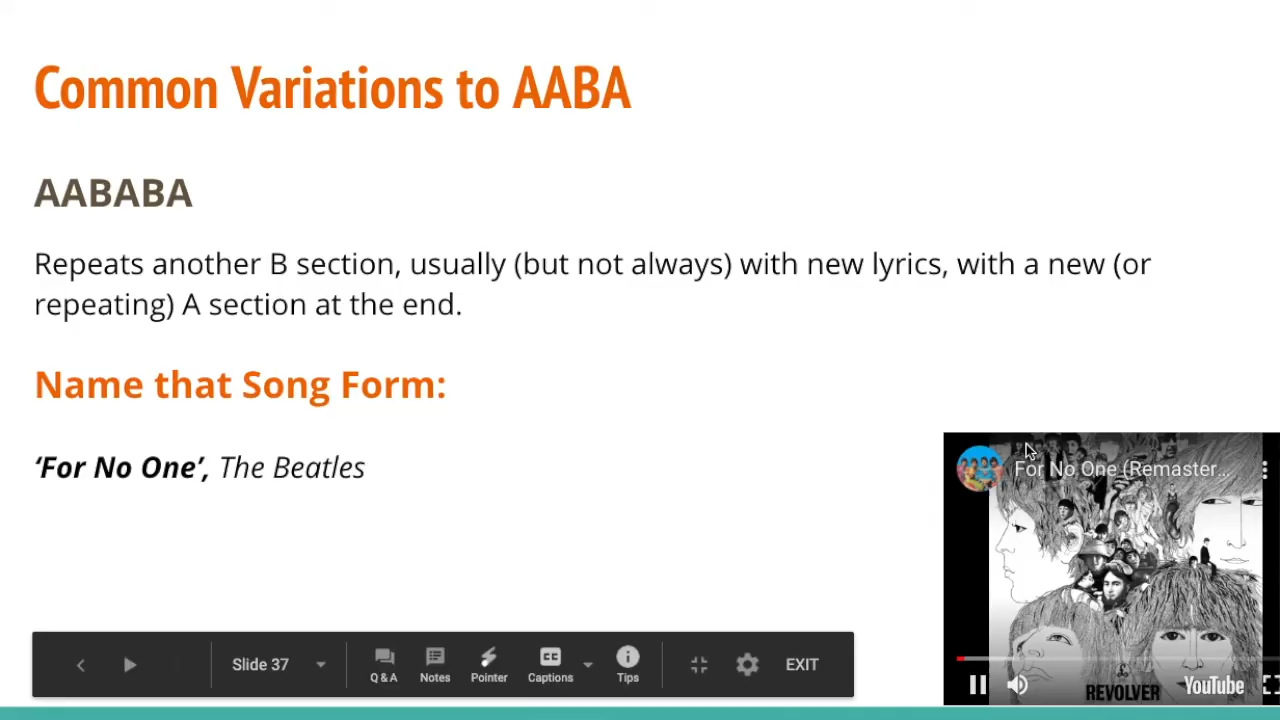 Common Variations to AABA
AABABA
Repeats another B section, usually (but not always) with new lyrics, with a new (or
repeating) A section at the end.
Name that Song Form:
‘For No One’, The Beatles
For No One (Remaster...
REVOLVER
YouTube
Slide 37
Q & A
Notes
Pointer
CC
Captions
Tips
EXIT